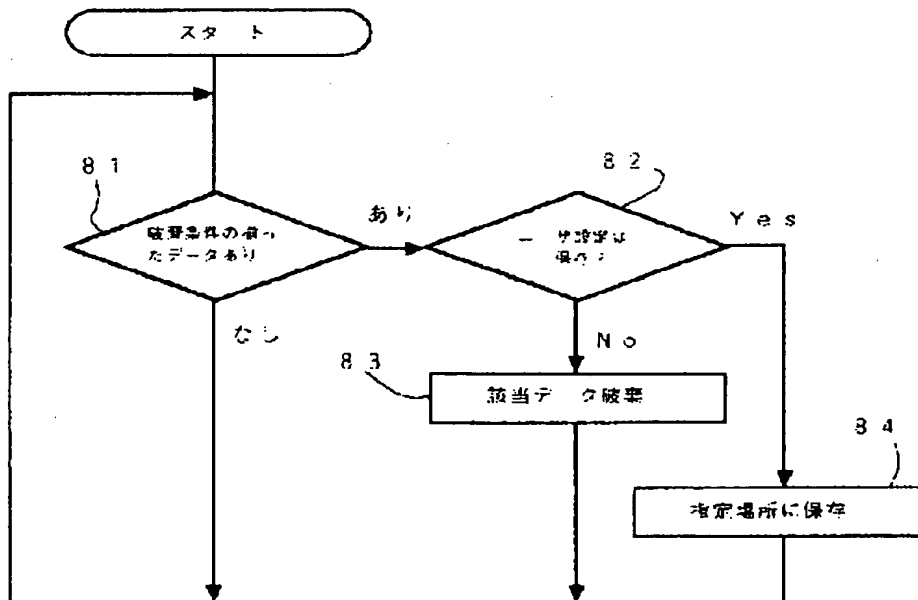 スタート
81
82
破棄条件の揃っ
たデータあり
あり
Yes
なし
No
83
該当データ破棄
84
指定場所に保存